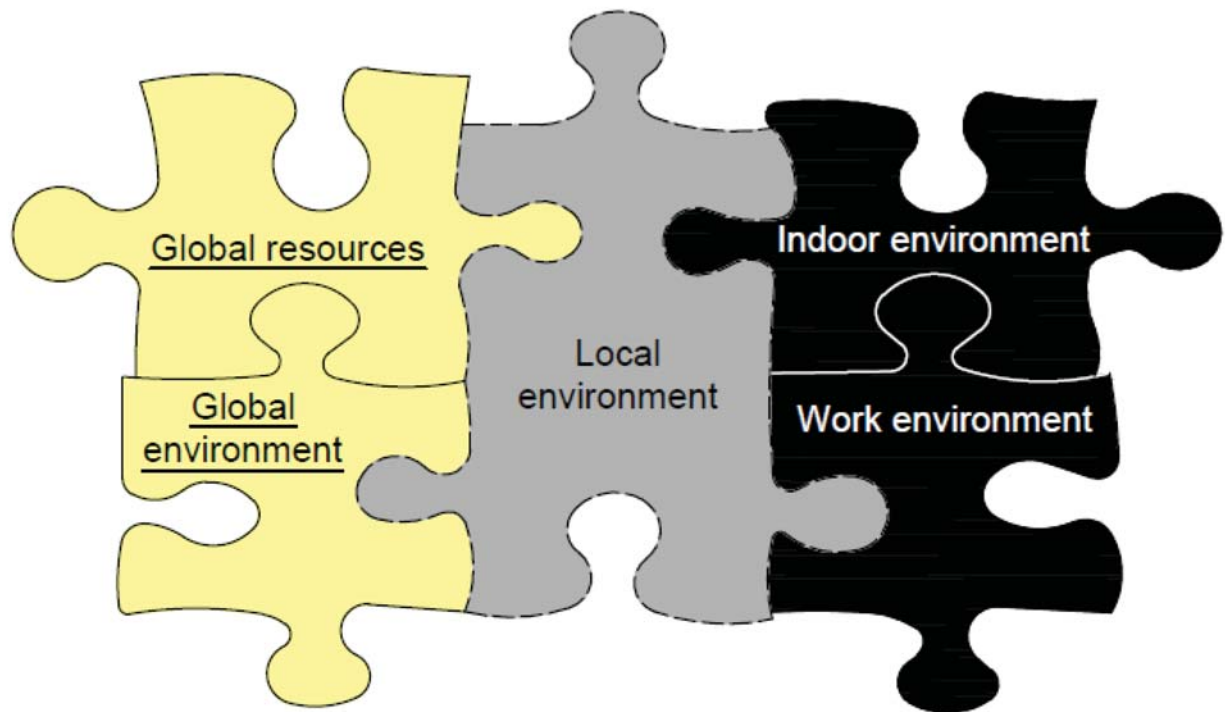 Global resources
Indoor environment
Local
environment
Global
environment
Work environment